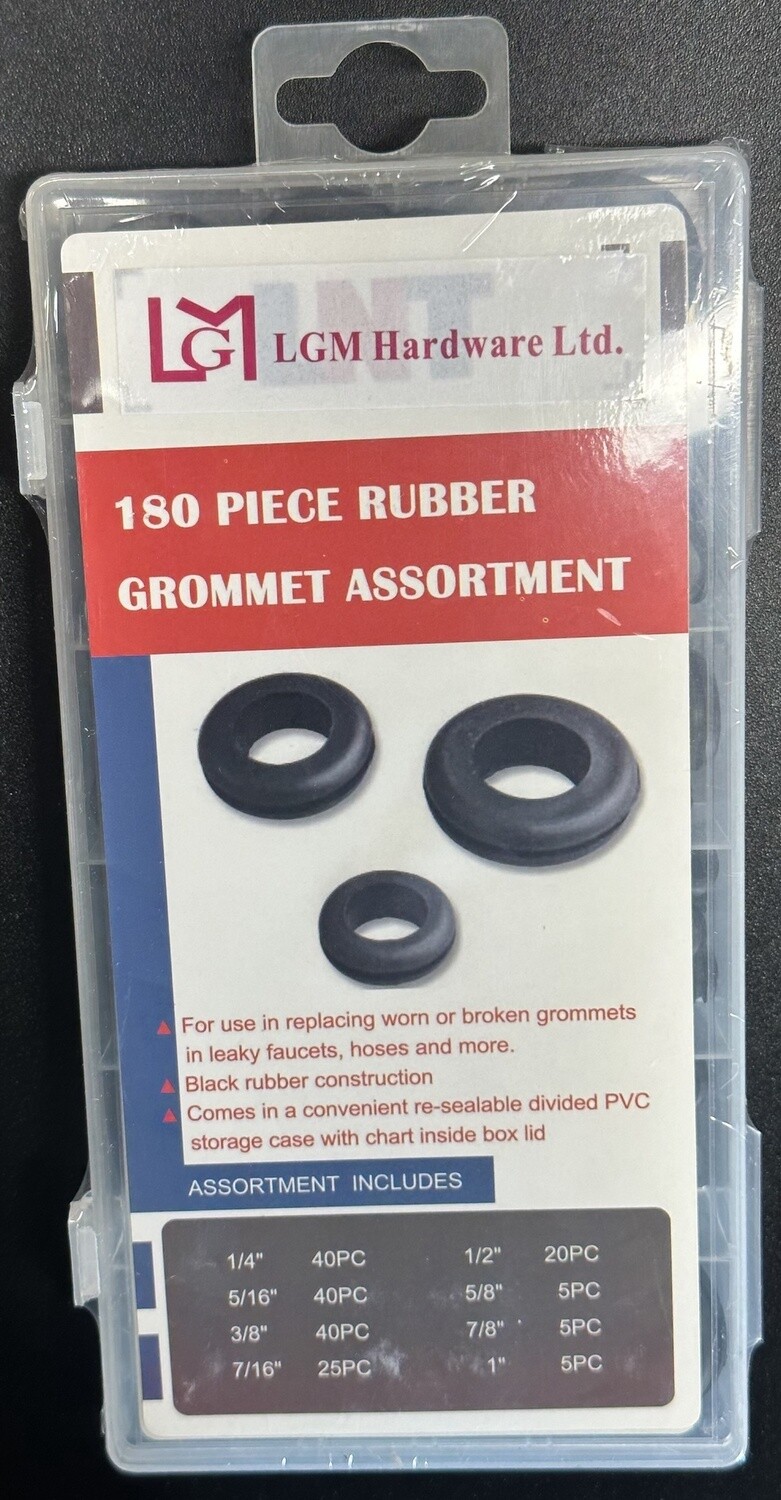 LGM LGM Hardware Ltd.
180 PIECE RUBBER
GROMMET ASSORTMENT
▲ For use in replacing worn or broken grommets
in leaky faucets, hoses and more.
▲ Black rubber construction
▲ Comes in a convenient re-sealable divided PVC
storage case with chart inside box lid
ASSORTMENT INCLUDES
1/4" 40PC 1/2" 20PC
5/16" 40PC 5/8" 5PC
3/8" 40PC 7/8" 5PC
7/16" 25PC 1" 5PC